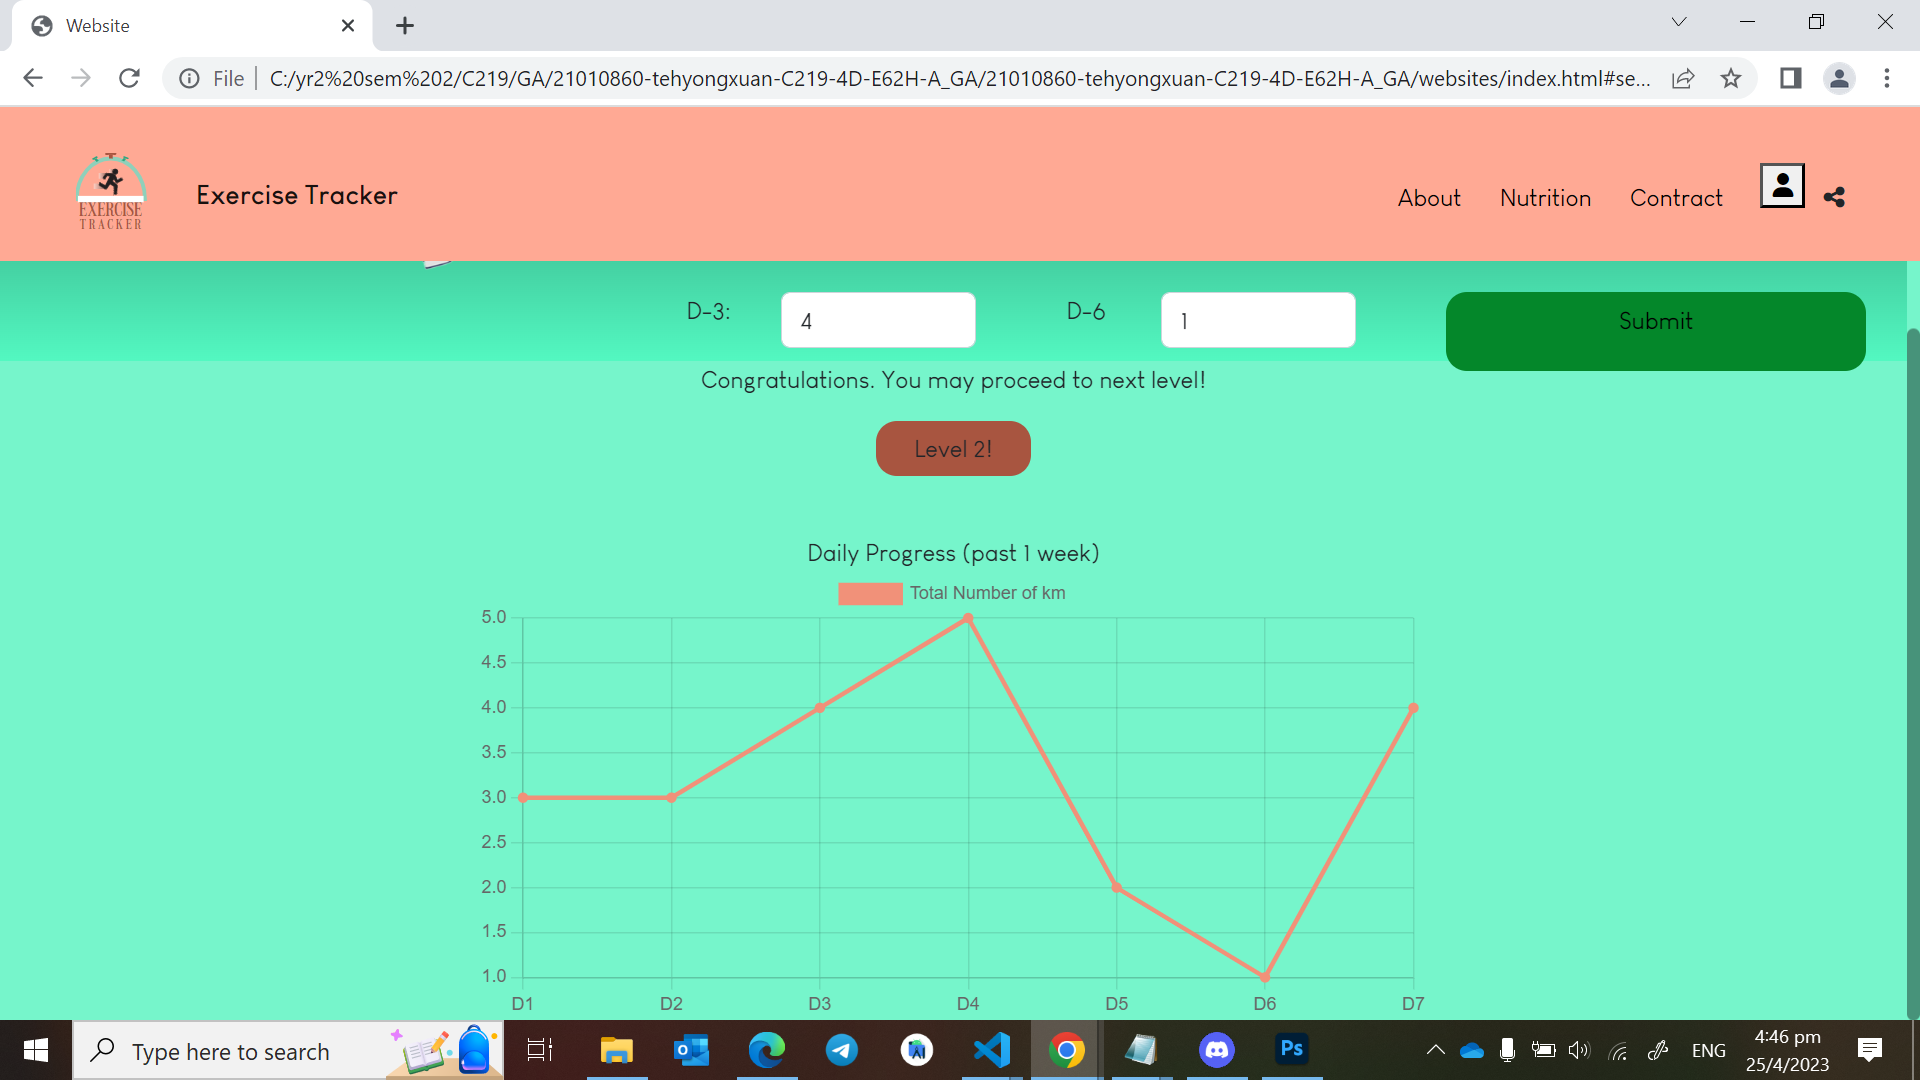 Website
File
C:/yr2%20sem%202/C219/GA/21010860-tehyongxuan-C219-4D-E62H-A_GA/21010860-tehyongxuan-C219-4D-E62H-A_GA/websites/index.html#se...
EXERCISE
TRACKER
Exercise Tracker
About Nutrition Contract
D-3: 4 D-6 1 Submit
Congratulations. You may proceed to next level!
Level 2!
Daily Progress (past 1 week)
Total Number of km
5.0
4.5
4.0
3.5
3.0
2.5
2.0
1.5
1.0
D1 D2 D3 D4 D5 D6 D7
Type here to search
Ps
ENG
4:46 pm
25/4/2023